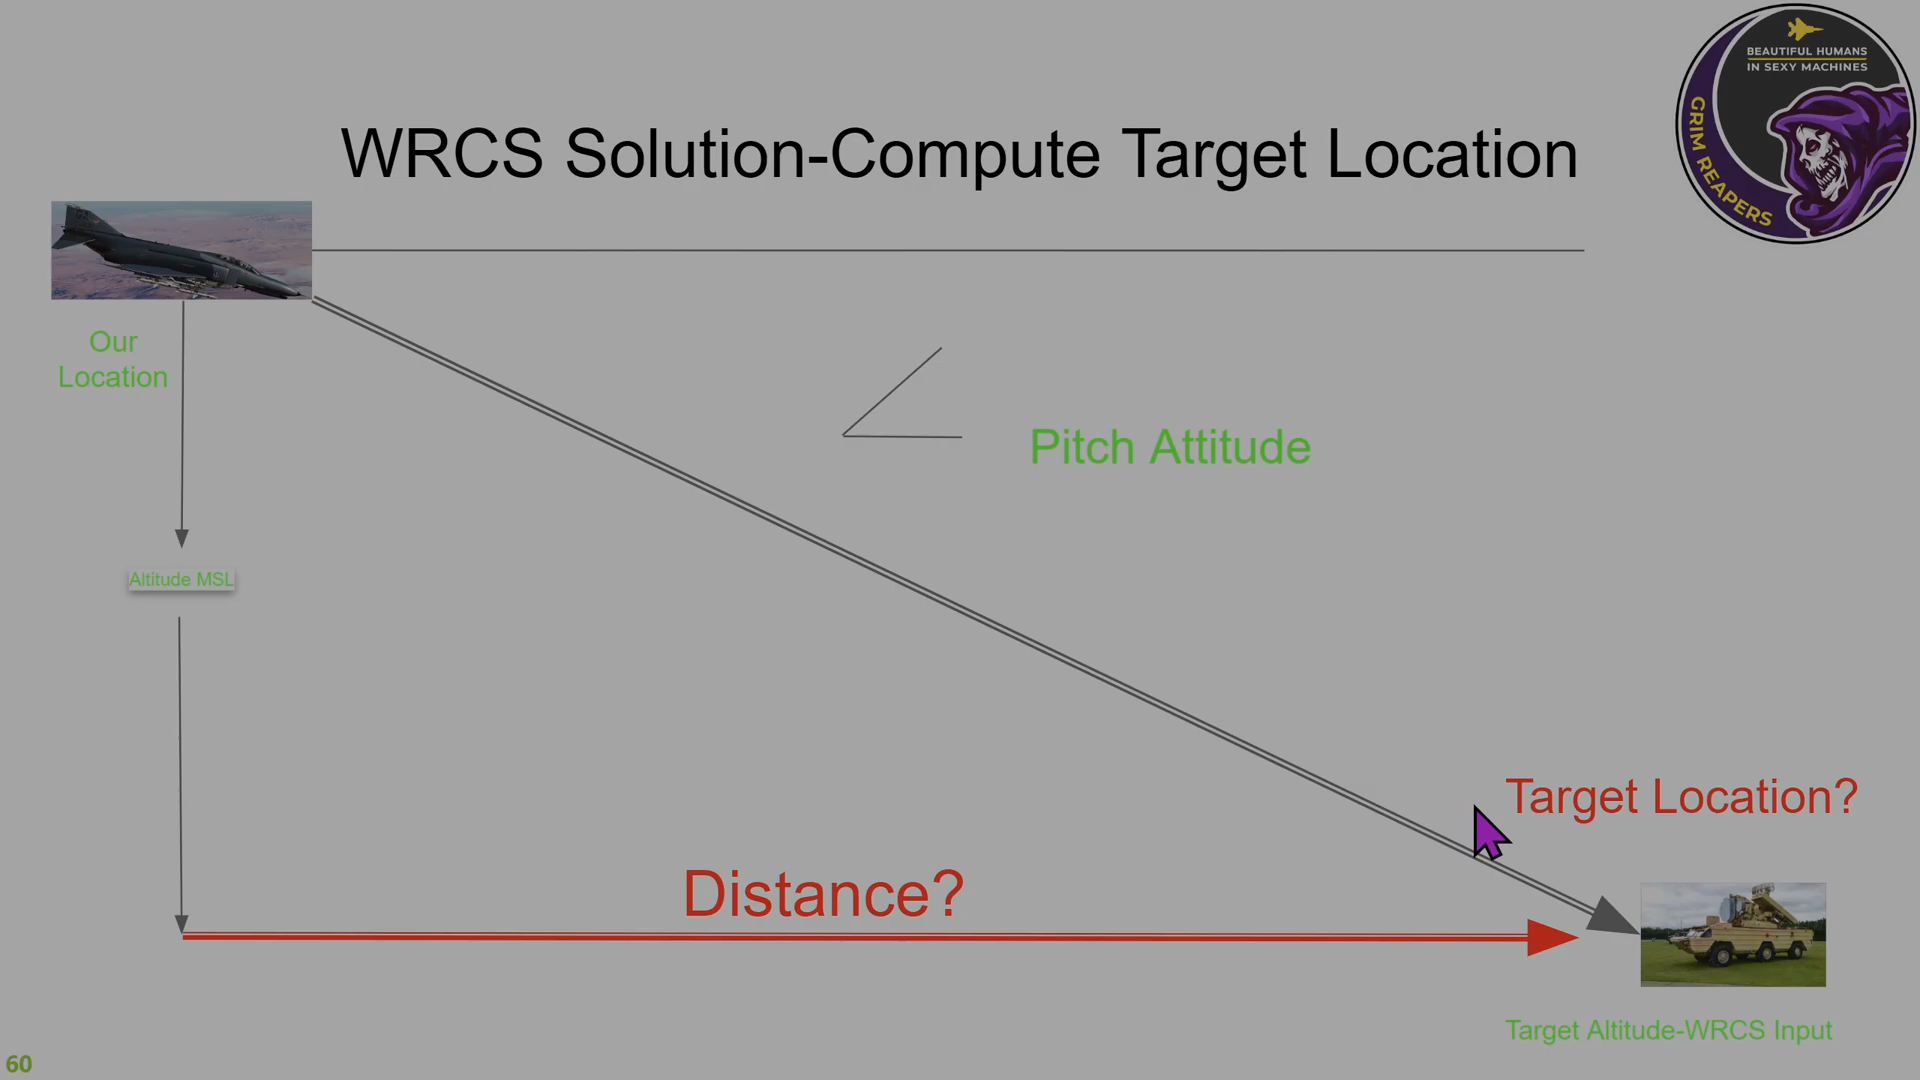 BEAUTIFUL HUMANS
IN SEXY MACHINES
GRIM REAPERS
WRCS Solution-Compute Target Location
Our
Location
Pitch Attitude
Altitude MSL
Target Location?
Distance?
Target Altitude-WRCS Input
60